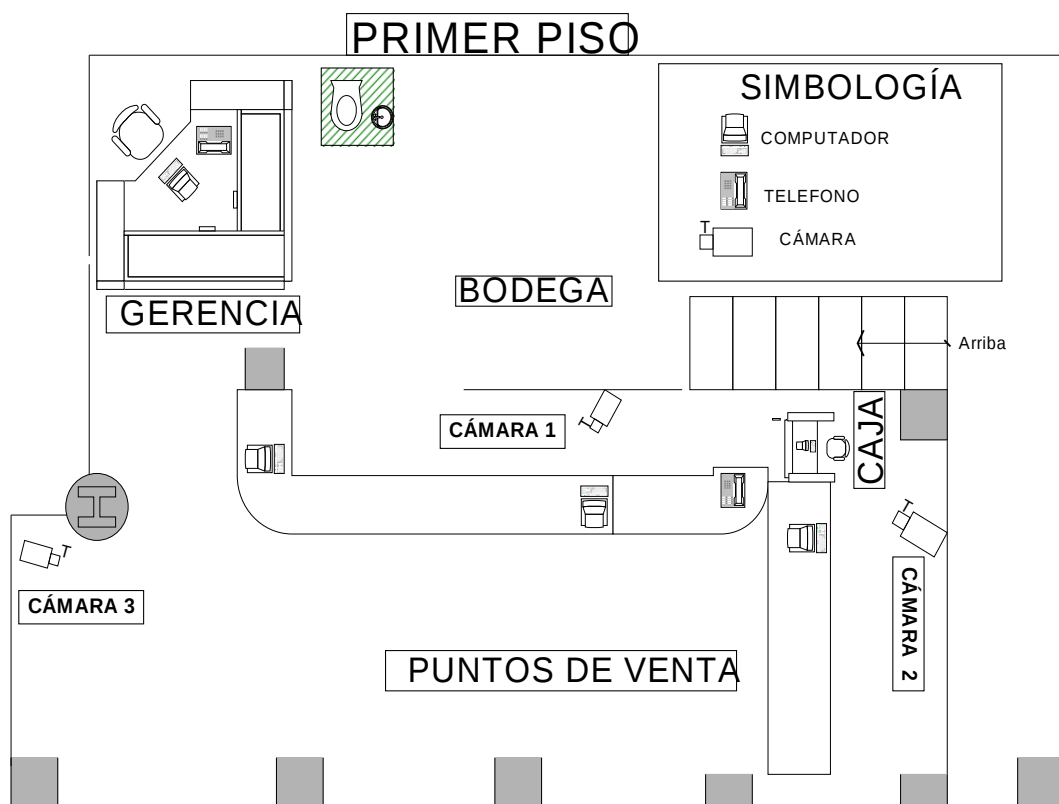 PRIMER PISO
SIMBOLOGÍA
COMPUTADOR
TELEFONO
CÁMARA
BODEGA
GERENCIA
Arriba
CÁMARA 1
CAJA
CÁMARA 3
CÁMARA 2
PUNTOS DE VENTA